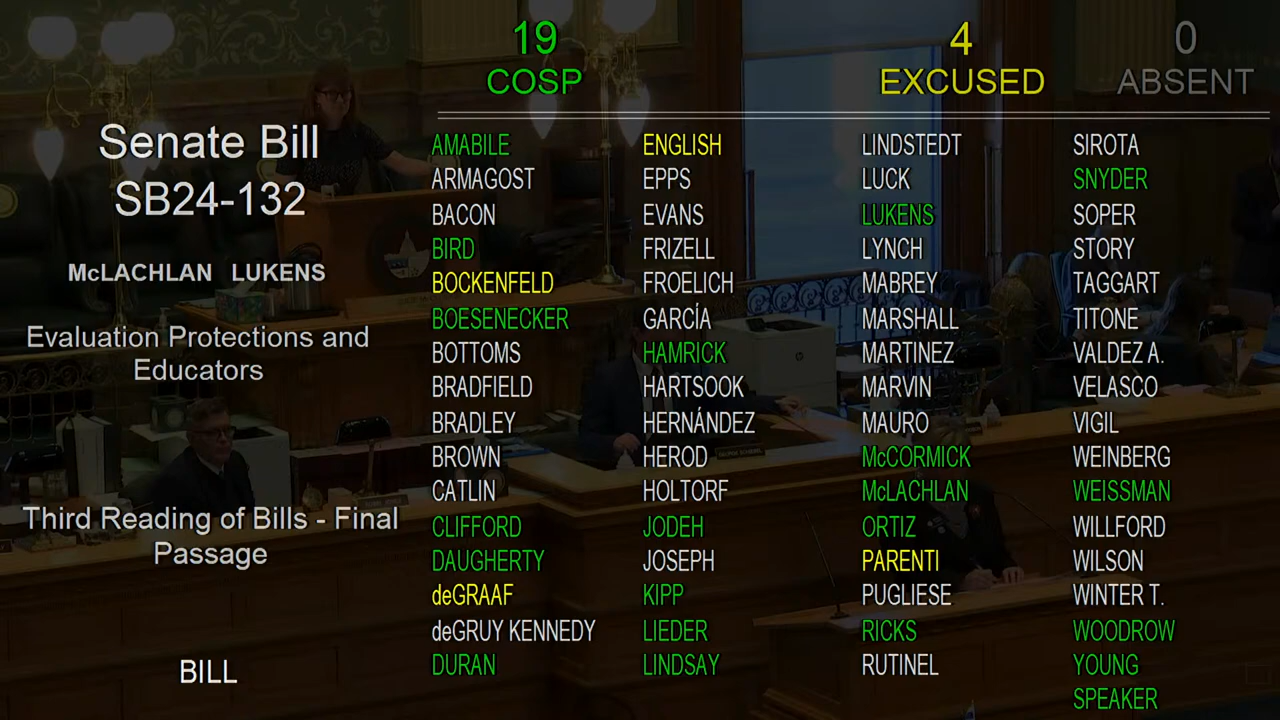 19
COSP
4
EXCUSED
0
ABSENT
Senate Bill
SB24-132
McLACHLAN LUKENS
Evaluation Protections and
Educators
Third Reading of Bills - Final
Passage
BILL
AMABILE
ARMAGOST
BACON
BIRD
BOCKENFELD
BOESENECKER
BOTTOMS
BRADFIELD
BRADLEY
BROWN
CATLIN
CLIFFORD
DAUGHERTY
deGRAAF
deGRUY KENNEDY
DURAN
ENGLISH
EPPS
EVANS
FRIZELL
FROELICH
GARCÍA
HAMRICK
HARTSOOK
HERNÁNDEZ
HEROD
HOLTORF
JODEH
JOSEPH
KIPP
LIEDER
LINDSAY
LINDSTEDT
LUCK
LUKENS
LYNCH
MABREY
MARSHALL
MARTINEZ
MARVIN
MAURO
McCORMICK
McLACHLAN
ORTIZ
PARENTI
PUGLIESE
RICKS
RUTINEL
SIROTA
SNYDER
SOPER
STORY
TAGGART
TITONE
VALDEZ A.
VELASCO
VIGIL
WEINBERG
WEISSMAN
WILLFORD
WILSON
WINTER T.
WOODROW
YOUNG
SPEAKER